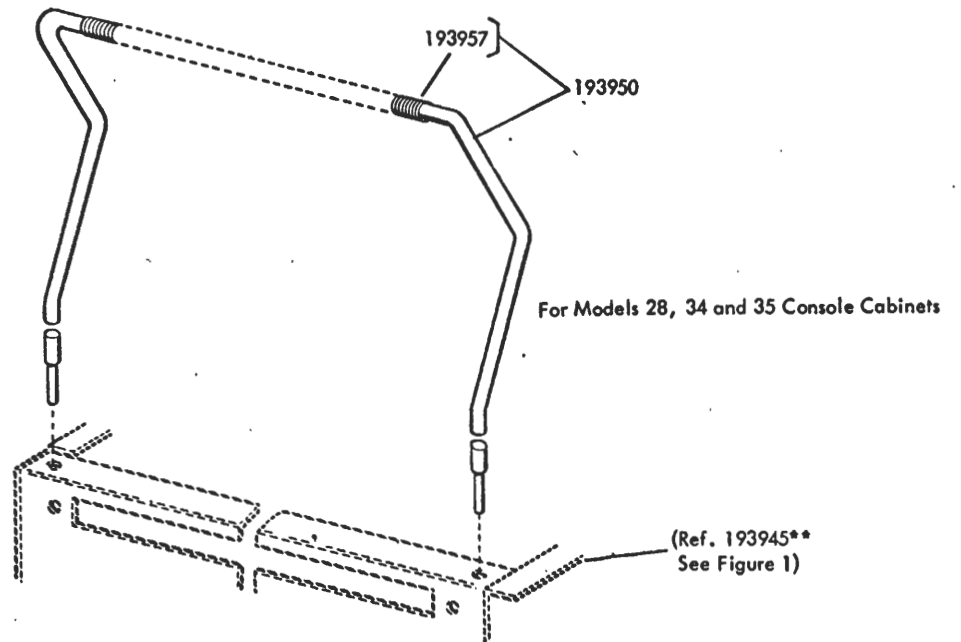 193957
193950
For Models 28, 34 and 35 Console Cabinets
(Ref. 193945**
See Figure 1)